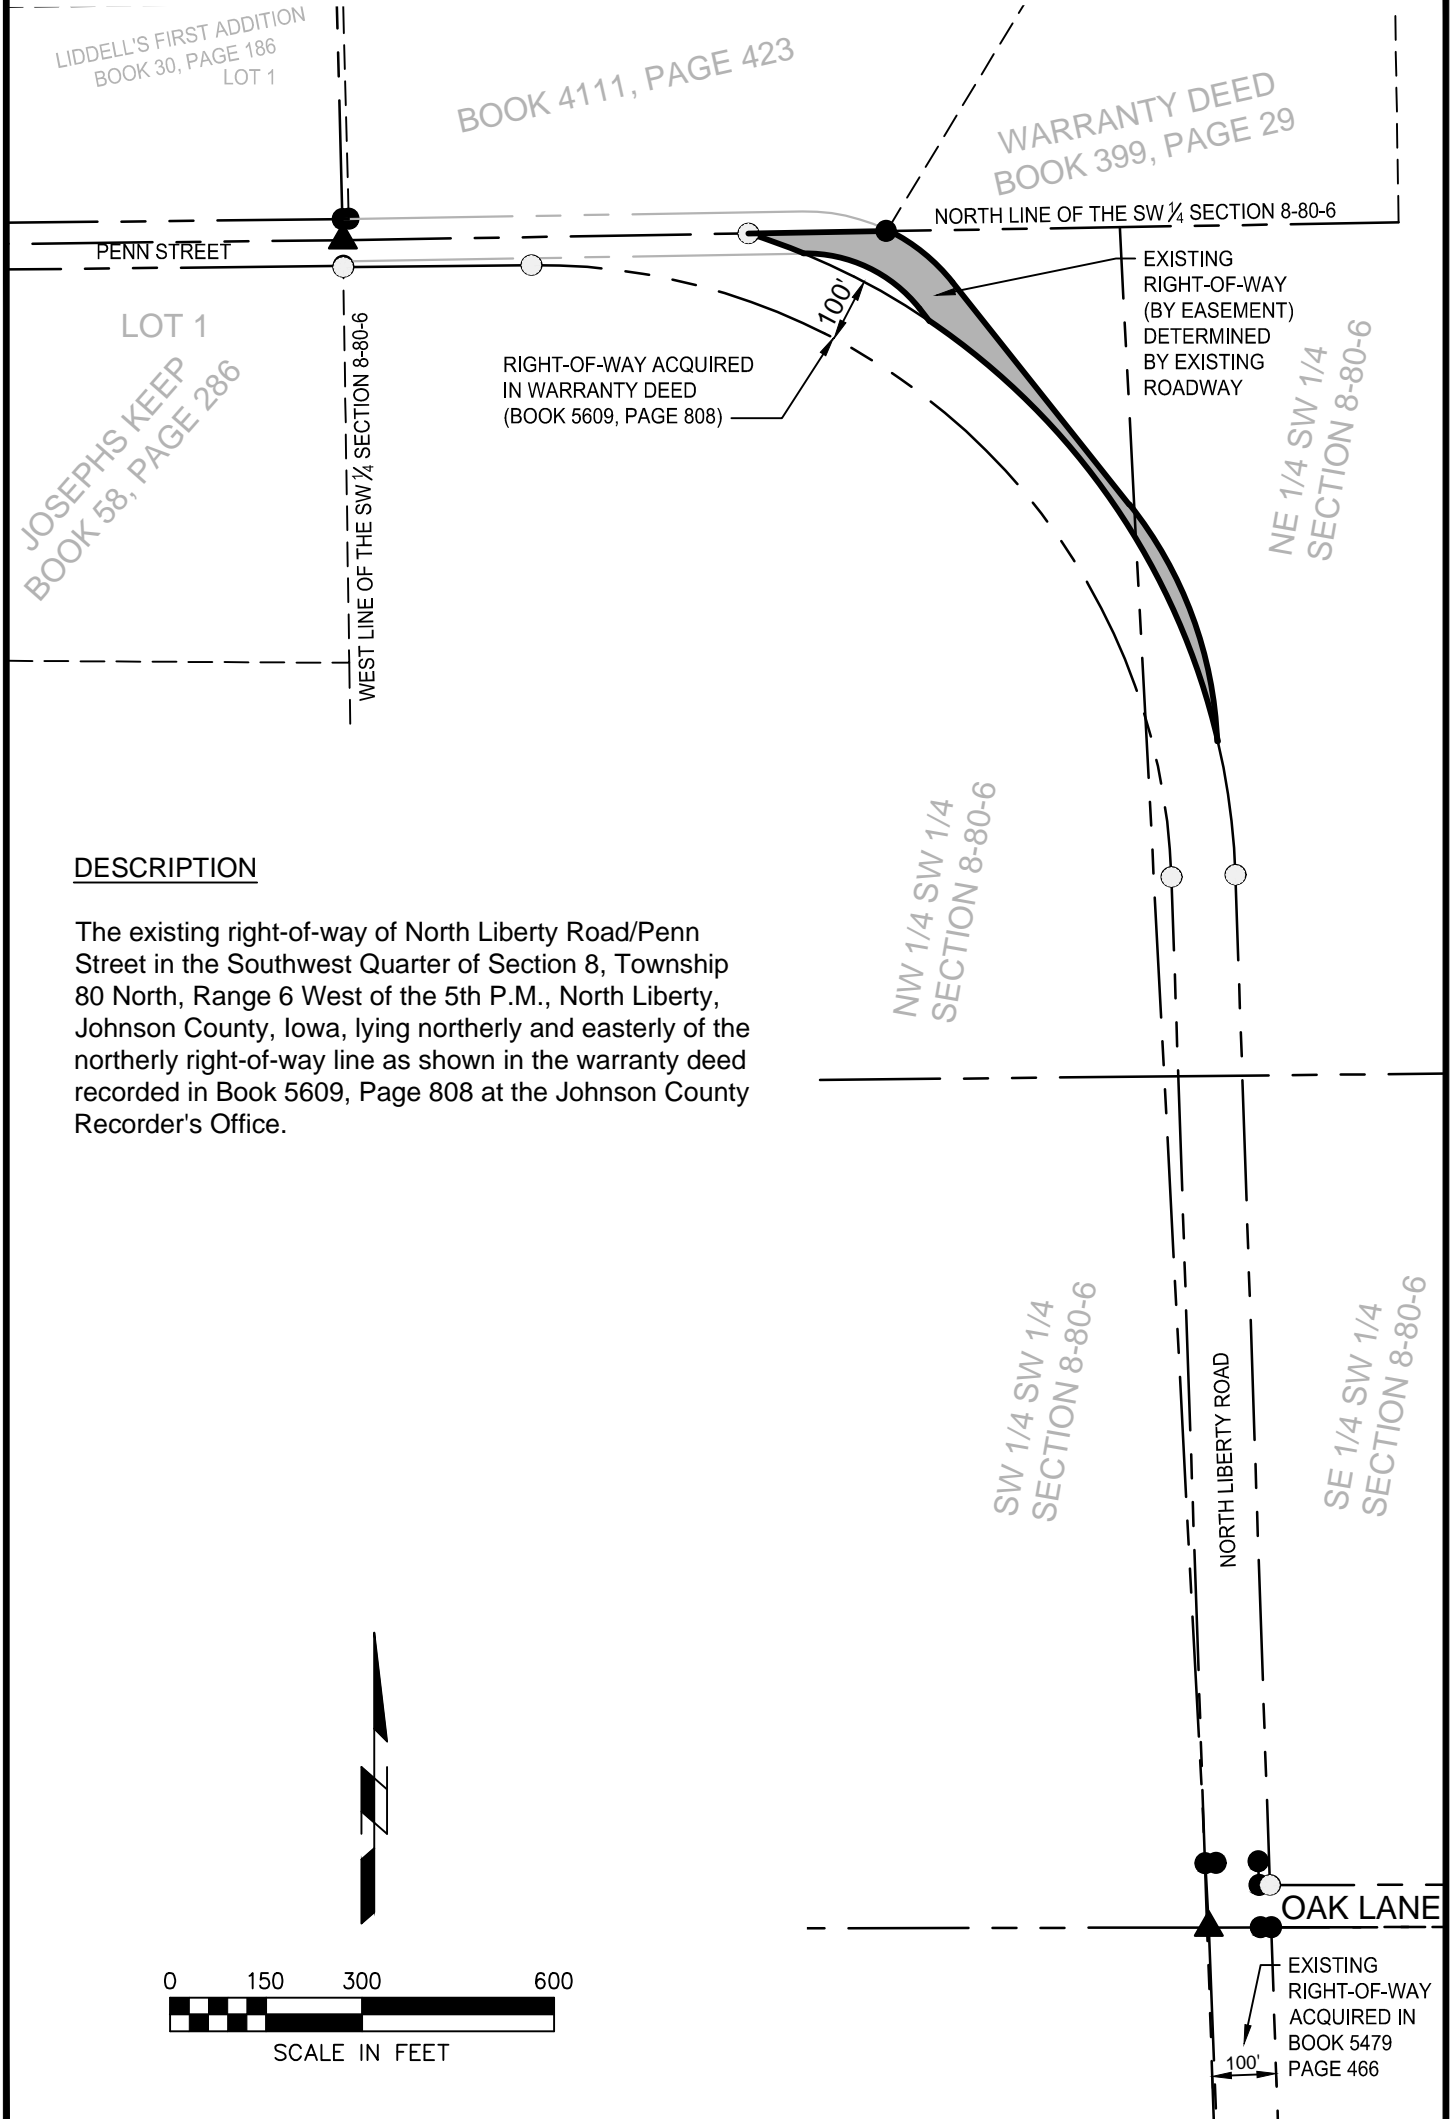 LIDDELL'S FIRST ADDITION
BOOK 30, PAGE 186
LOT 1
BOOK 4111, PAGE 423
WARRANTY DEED
BOOK 399, PAGE 29
NORTH LINE OF THE SW ¼ SECTION 8-80-6
PENN STREET
EXISTING
RIGHT-OF-WAY
(BY EASEMENT)
DETERMINED
BY EXISTING
ROADWAY
LOT 1
JOSEPHS KEEP
BOOK 58, PAGE 286
WEST LINE OF THE SW ¼ SECTION 8-80-6
100'
RIGHT-OF-WAY ACQUIRED
IN WARRANTY DEED
(BOOK 5609, PAGE 808)
NE 1/4 SW 1/4
SECTION 8-80-6
DESCRIPTION
The existing right-of-way of North Liberty Road/Penn
Street in the Southwest Quarter of Section 8, Township
80 North, Range 6 West of the 5th P.M., North Liberty,
Johnson County, Iowa, lying northerly and easterly of the
northerly right-of-way line as shown in the warranty deed
recorded in Book 5609, Page 808 at the Johnson County
Recorder's Office.
NW 1/4 SW 1/4
SECTION 8-80-6
SW 1/4 SW 1/4
SECTION 8-80-6
NORTH LIBERTY ROAD
SE 1/4 SW 1/4
SECTION 8-80-6
N
OAK LANE
EXISTING
RIGHT-OF-WAY
ACQUIRED IN
BOOK 5479
PAGE 466
100'
0 150 300 600
SCALE IN FEET